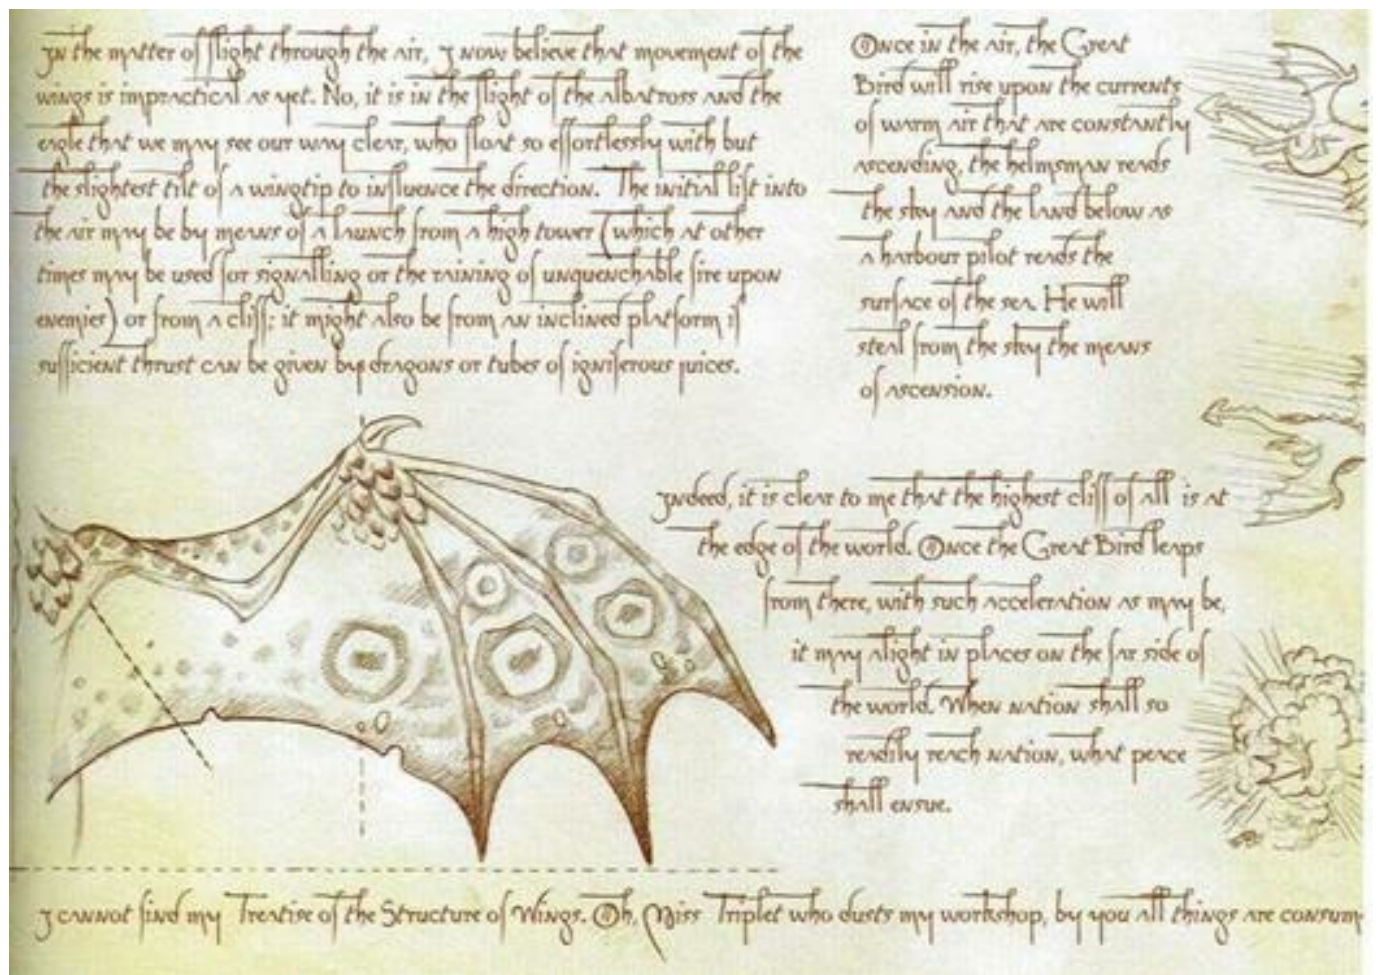 In the matter of flight through the air, I now believe that movement of the
wings is impractical as yet. No, it is in the flight of the albatross and the
eagle that we may see our way clear, who float so effortlessly with but
the slightest tilt of a wingtip to influence the direction. The initial lift into
the air may be by means of a launch from a high tower (which at other
times may be used for signalling or the raining of unquenchable fire upon
enemies) or from a cliff; it might also be from an inclined platform if
sufficient thrust can be given by dragons or tubes of igniferous juices.
Once in the air, the Great
Bird will rise upon the currents
of warm air that are constantly
ascending, the helmsman reads
the sky and the land below as
a harbour pilot reads the
surface of the sea. He will
steal from the sky the means
of ascension.
Indeed, it is clear to me that the highest cliff of all is at
the edge of the world. Once the Great Bird leaps
from there, with such acceleration as may be,
it may alight in places on the far side of
the world. When nation shall so
readily reach nation, what peace
shall ensue.
I cannot find my Treatise of the Structure of Wings. Oh, Miss Triplet who dusts my workshop, by you all things are consum